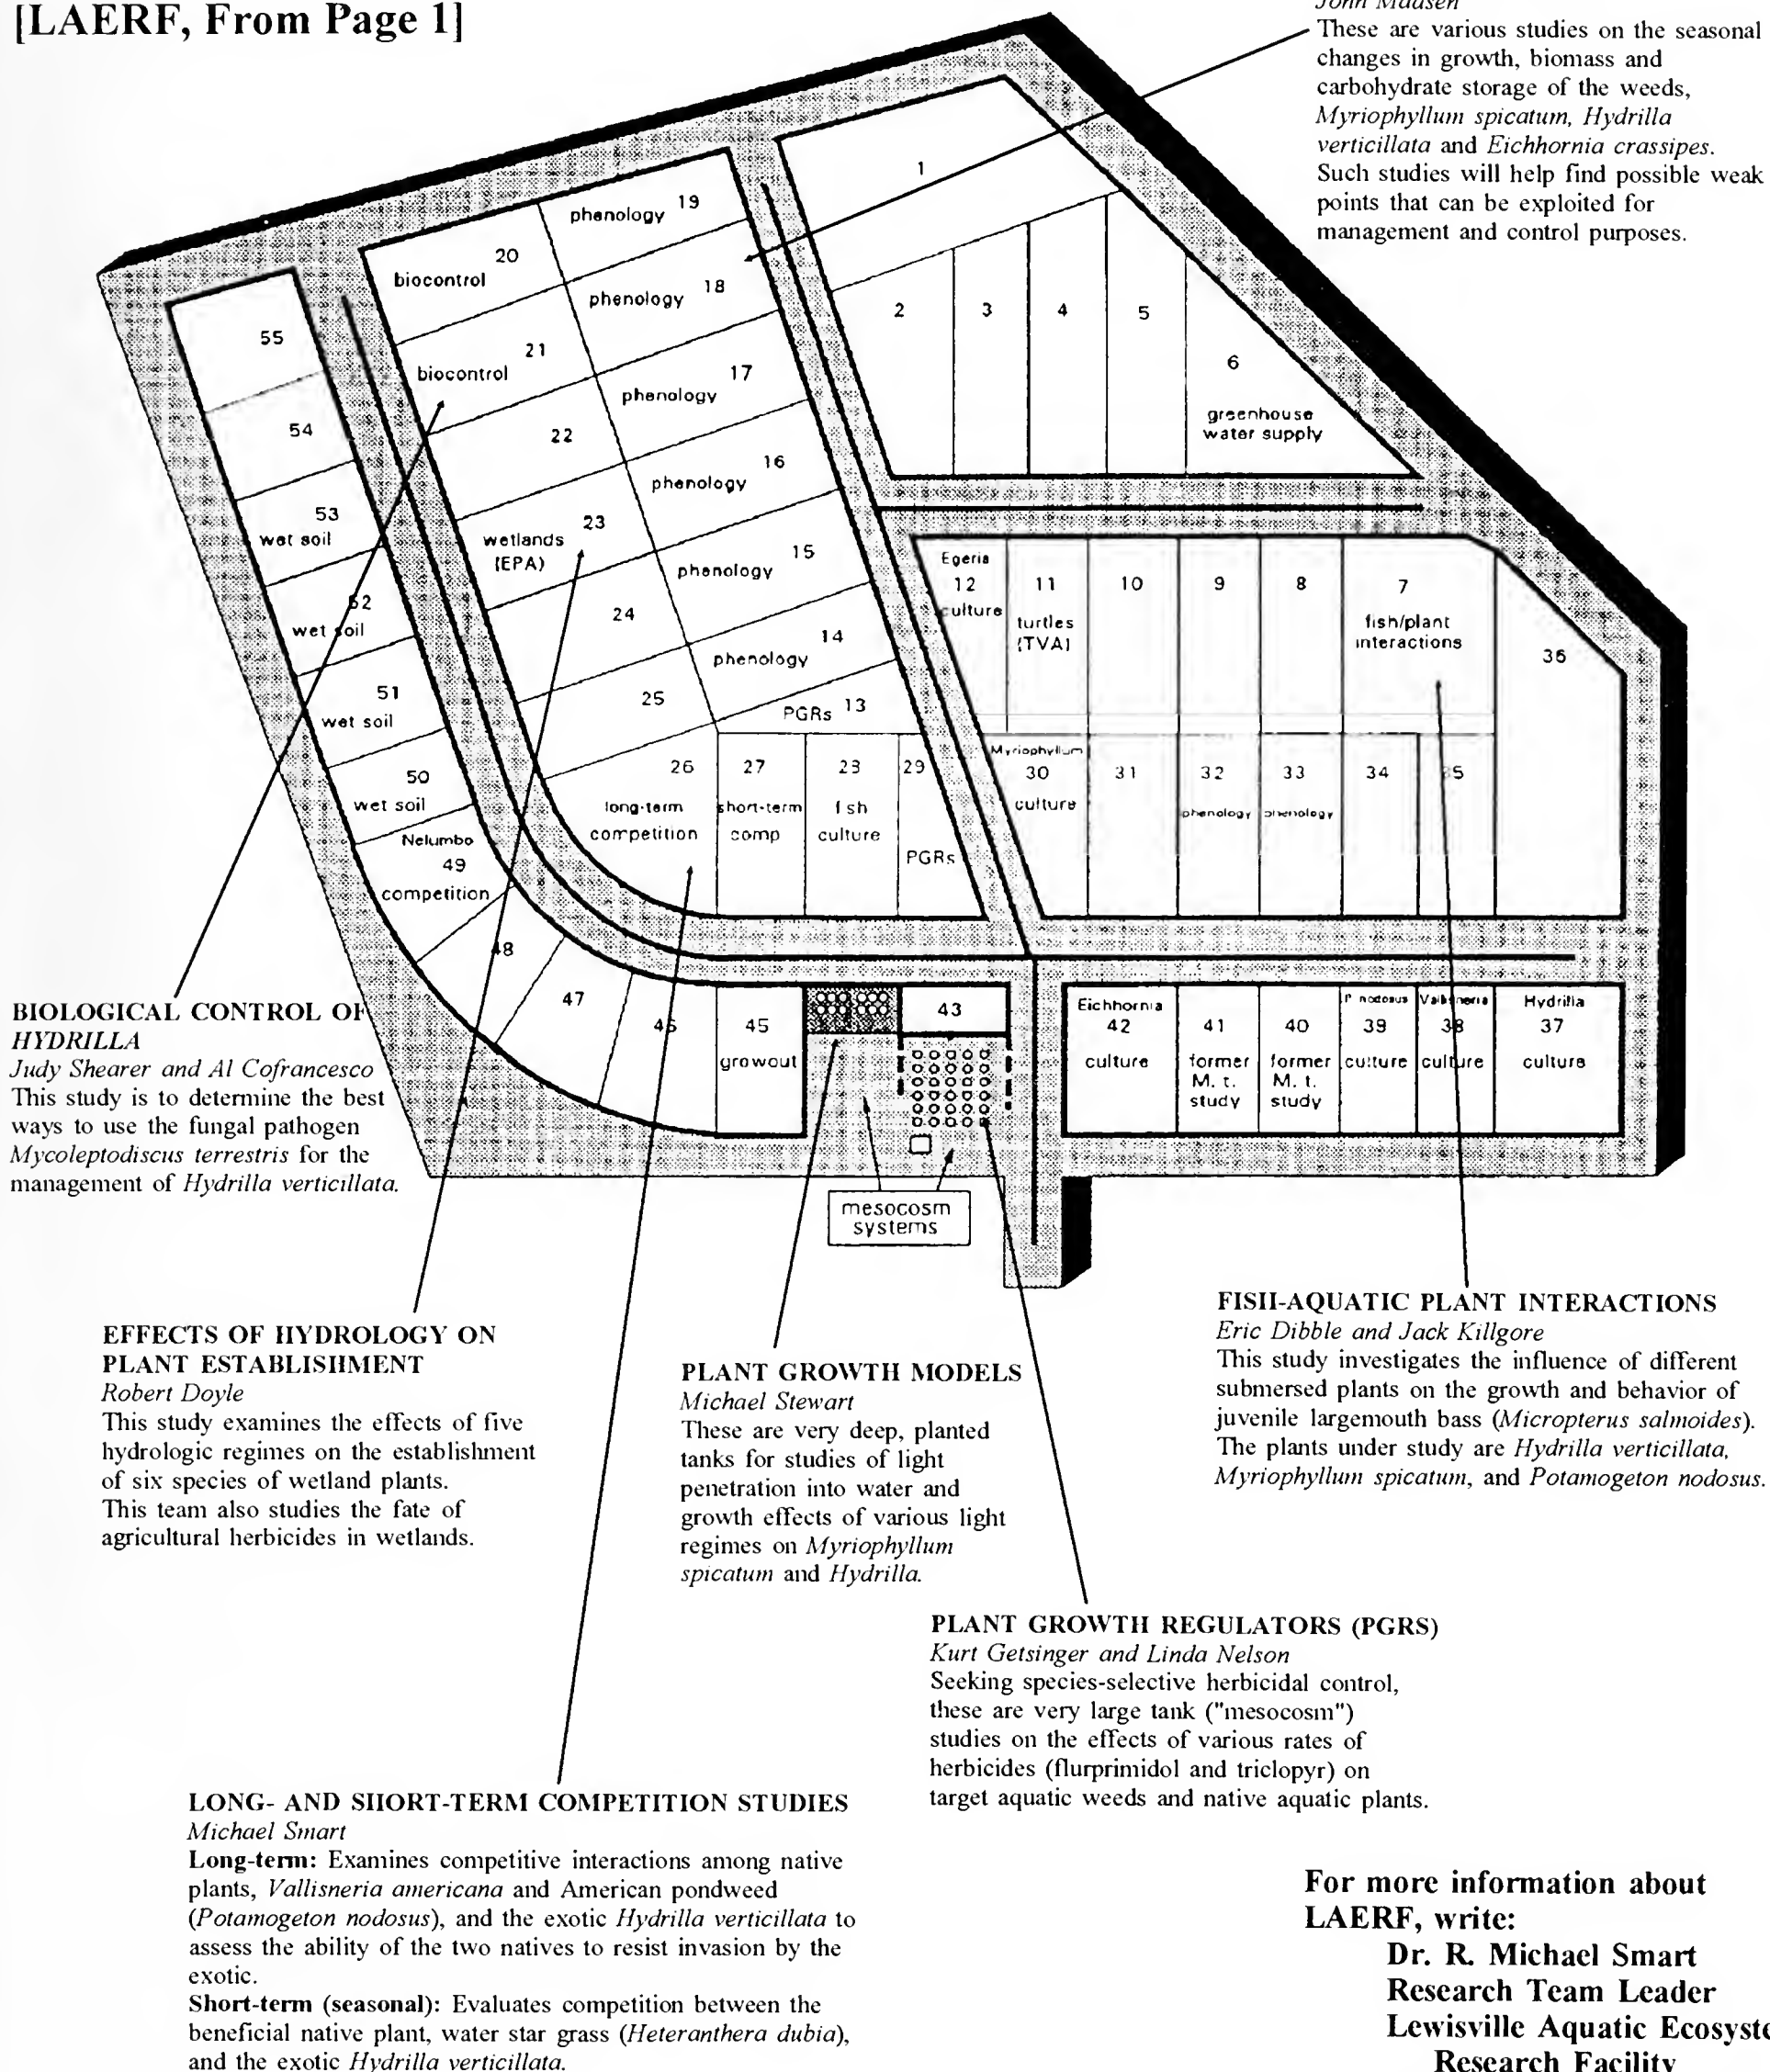 [LAERF, From Page 1]
John Madsen
These are various studies on the seasonal
changes in growth, biomass and
carbohydrate storage of the weeds,
Myriophyllum spicatum, Hydrilla
verticillata and Eichhornia crassipes.
Such studies will help find possible weak
points that can be exploited for
management and control purposes.
1
2
3
4
5
6
greenhouse
water supply
phenology 19
20
biocontrol
phenology 18
21
biocontrol
phenology 17
22
phenology 16
23
wetlands
(EPA)
phenology 15
24
phenology 14
25
PGRs 13
26
long-term
competition
27
short-term
comp
23
fsh
culture
29
PGRs
55
54
53
wet soil
52
wet soil
51
wet soil
50
wet soil
Nelumbo
49
competition
48
47
46
45
growout
43
Egeria
12
culture
11
turtles
(TVA)
10
9
8
7
fish/plant
interactions
36
Myriophyllum
30
culture
31
32
phenology
33
phenology
34
35
Eichhornia
42
culture
41
former
M. t.
study
40
former
M. t.
study
P nodosus
39
culture
Vallisneria
38
culture
Hydrilla
37
culture
mesocosm
systems
BIOLOGICAL CONTROL OF
HYDRILLA
Judy Shearer and Al Cofrancesco
This study is to determine the best
ways to use the fungal pathogen
Mycoleptodiscus terrestris for the
management of Hydrilla verticillata.
EFFECTS OF HYDROLOGY ON
PLANT ESTABLISHMENT
Robert Doyle
This study examines the effects of five
hydrologic regimes on the establishment
of six species of wetland plants.
This team also studies the fate of
agricultural herbicides in wetlands.
PLANT GROWTH MODELS
Michael Stewart
These are very deep, planted
tanks for studies of light
penetration into water and
growth effects of various light
regimes on Myriophyllum
spicatum and Hydrilla.
FISH-AQUATIC PLANT INTERACTIONS
Eric Dibble and Jack Killgore
This study investigates the influence of different
submersed plants on the growth and behavior of
juvenile largemouth bass (Micropterus salmoides).
The plants under study are Hydrilla verticillata,
Myriophyllum spicatum, and Potamogeton nodosus.
PLANT GROWTH REGULATORS (PGRS)
Kurt Getsinger and Linda Nelson
Seeking species-selective herbicidal control,
these are very large tank ("mesocosm")
studies on the effects of various rates of
herbicides (flurprimidol and triclopyr) on
target aquatic weeds and native aquatic plants.
LONG- AND SHORT-TERM COMPETITION STUDIES
Michael Smart
Long-term: Examines competitive interactions among native
plants, Vallisneria americana and American pondweed
(Potamogeton nodosus), and the exotic Hydrilla verticillata to
assess the ability of the two natives to resist invasion by the
exotic.
Short-term (seasonal): Evaluates competition between the
beneficial native plant, water star grass (Heteranthera dubia),
and the exotic Hydrilla verticillata.
For more information about
LAERF, write:
Dr. R. Michael Smart
Research Team Leader
Lewisville Aquatic Ecosyste
Research Facility